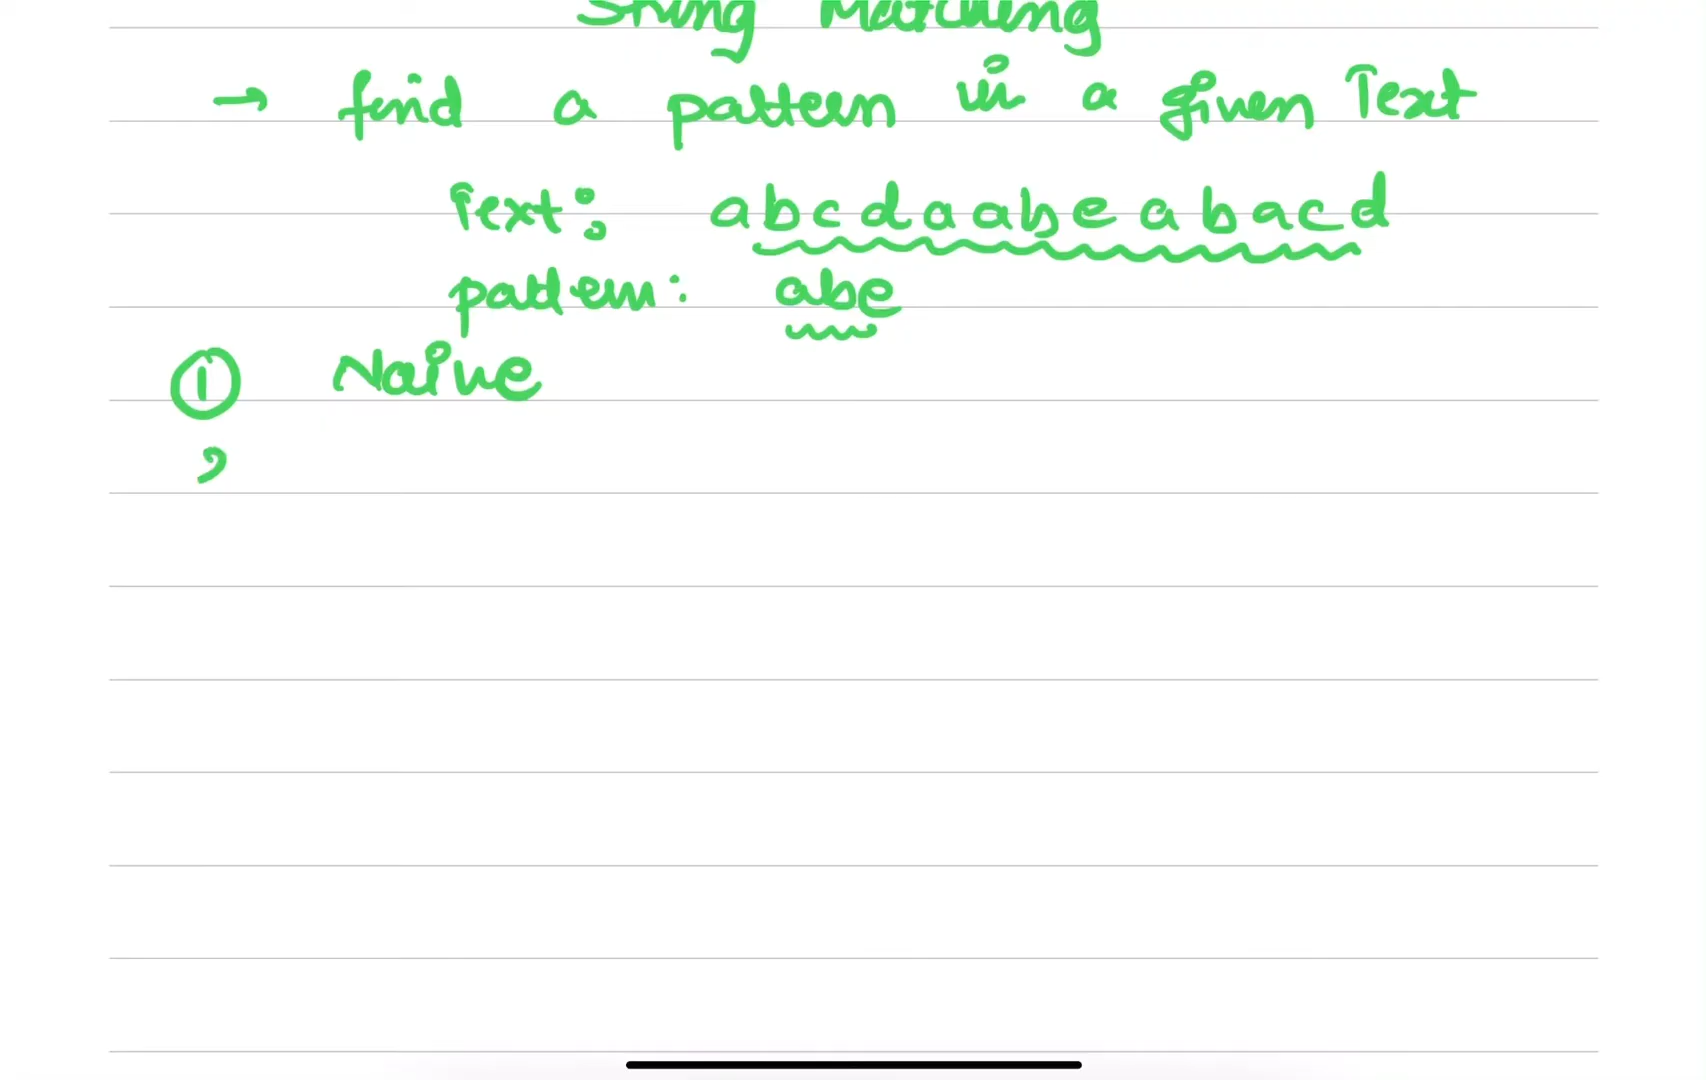 String Matching
→ find a pattern in a given Text
Text: abcdaabeabacd
pattern: abe
① Naive